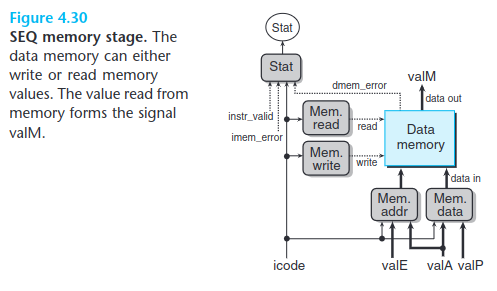 Figure 4.30
SEQ memory stage. The
data memory can either
write or read memory
values. The value read from
memory forms the signal
valM.
Stat
Stat
dmem_error
valM
data out
instr_valid
imem_error
Mem.
read
read
Data
memory
Mem.
write
write
data in
Mem.
addr
Mem.
data
icode
valE
valA
valP